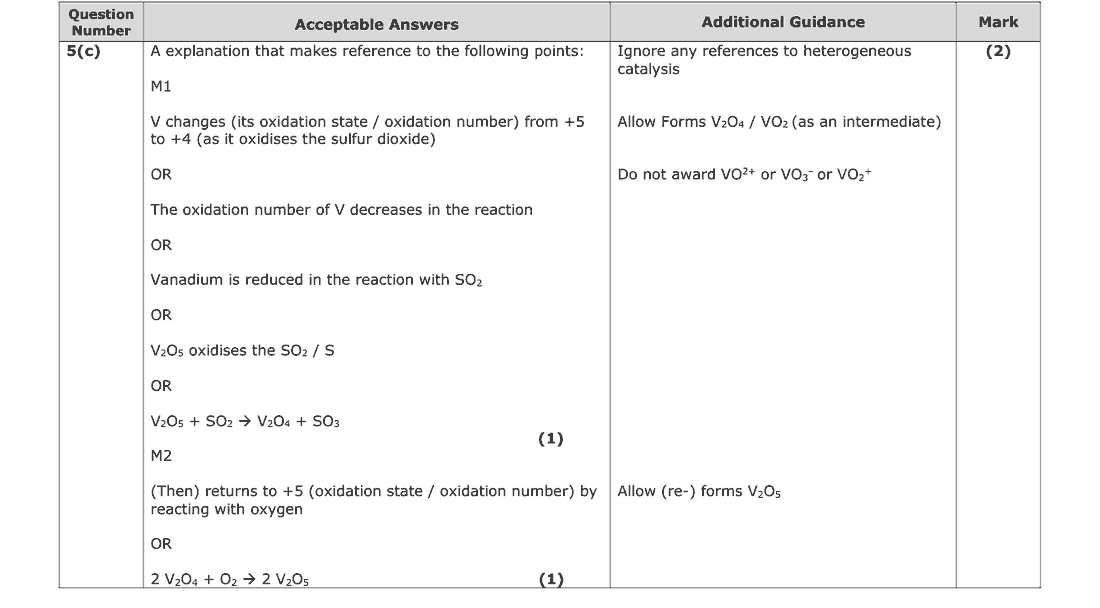 Question Number
Acceptable Answers
Additional Guidance
Mark
5(c)
A explanation that makes reference to the following points:
Ignore any references to heterogeneous
catalysis
(2)
M1
V changes (its oxidation state / oxidation number) from +5
to +4 (as it oxidises the sulfur dioxide)
Allow Forms V₂O₄ / VO₂ (as an intermediate)
OR
Do not award VO²⁺ or VO₃⁻ or VO₂⁺
The oxidation number of V decreases in the reaction
OR
Vanadium is reduced in the reaction with SO₂
OR
V₂O₅ oxidises the SO₂ / S
OR
V₂O₅ + SO₂ → V₂O₄ + SO₃
(1)
M2
(Then) returns to +5 (oxidation state / oxidation number) by
reacting with oxygen
Allow (re-) forms V₂O₅
OR
2 V₂O₄ + O₂ → 2 V₂O₅
(1)